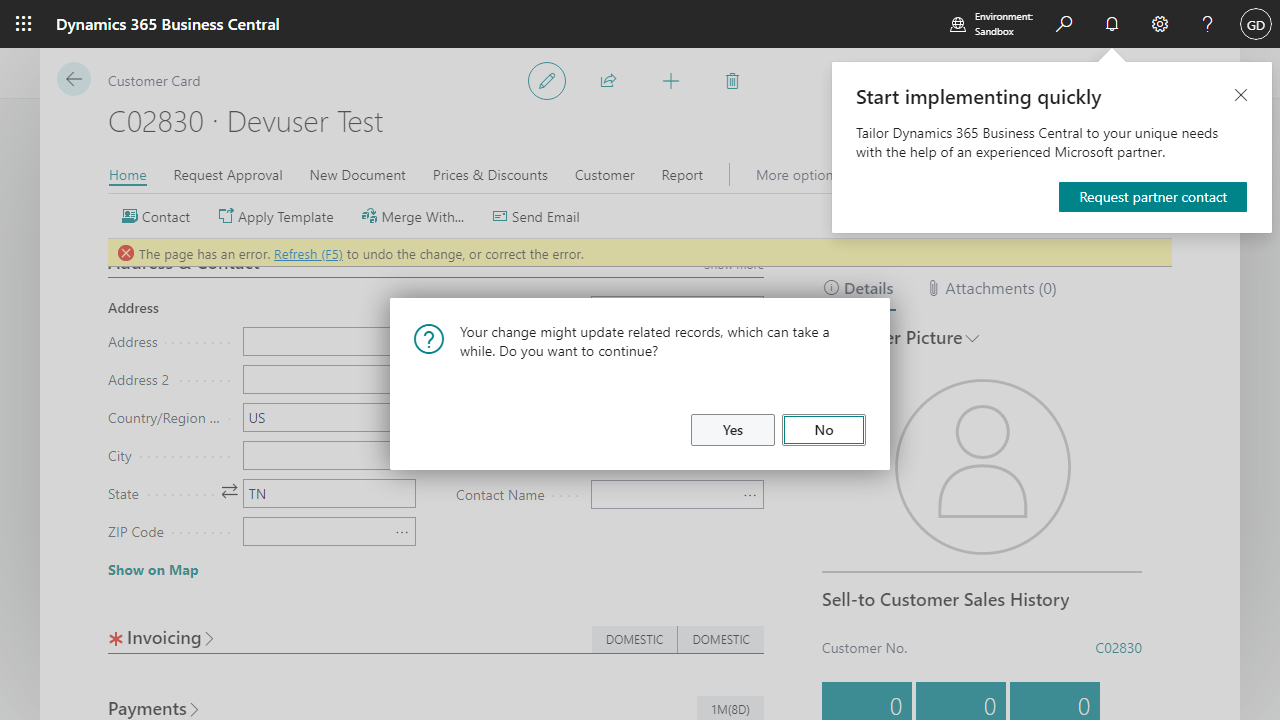 Dynamics 365 Business Central
Environment:
Sandbox
GD
Customer Card
C02830 · Devuser Test
Start implementing quickly
Tailor Dynamics 365 Business Central to your unique needs
with the help of an experienced Microsoft partner.
Request partner contact
Home
Request Approval
New Document
Prices & Discounts
Customer
Report
More option
Contact
Apply Template
Merge With...
Send Email
The page has an error. Refresh (F5) to undo the change, or correct the error.
Address & Contact
Show more
Details
Attachments (0)
Address
Your change might update related records, which can take a
while. Do you want to continue?
Yes
No
er Picture
Address
Address 2
Country/Region ...
US
City
State
TN
Contact Name
ZIP Code
Show on Map
Sell-to Customer Sales History
Invoicing
DOMESTIC
DOMESTIC
Customer No.
C02830
Payments
1M(8D)
0
0
0